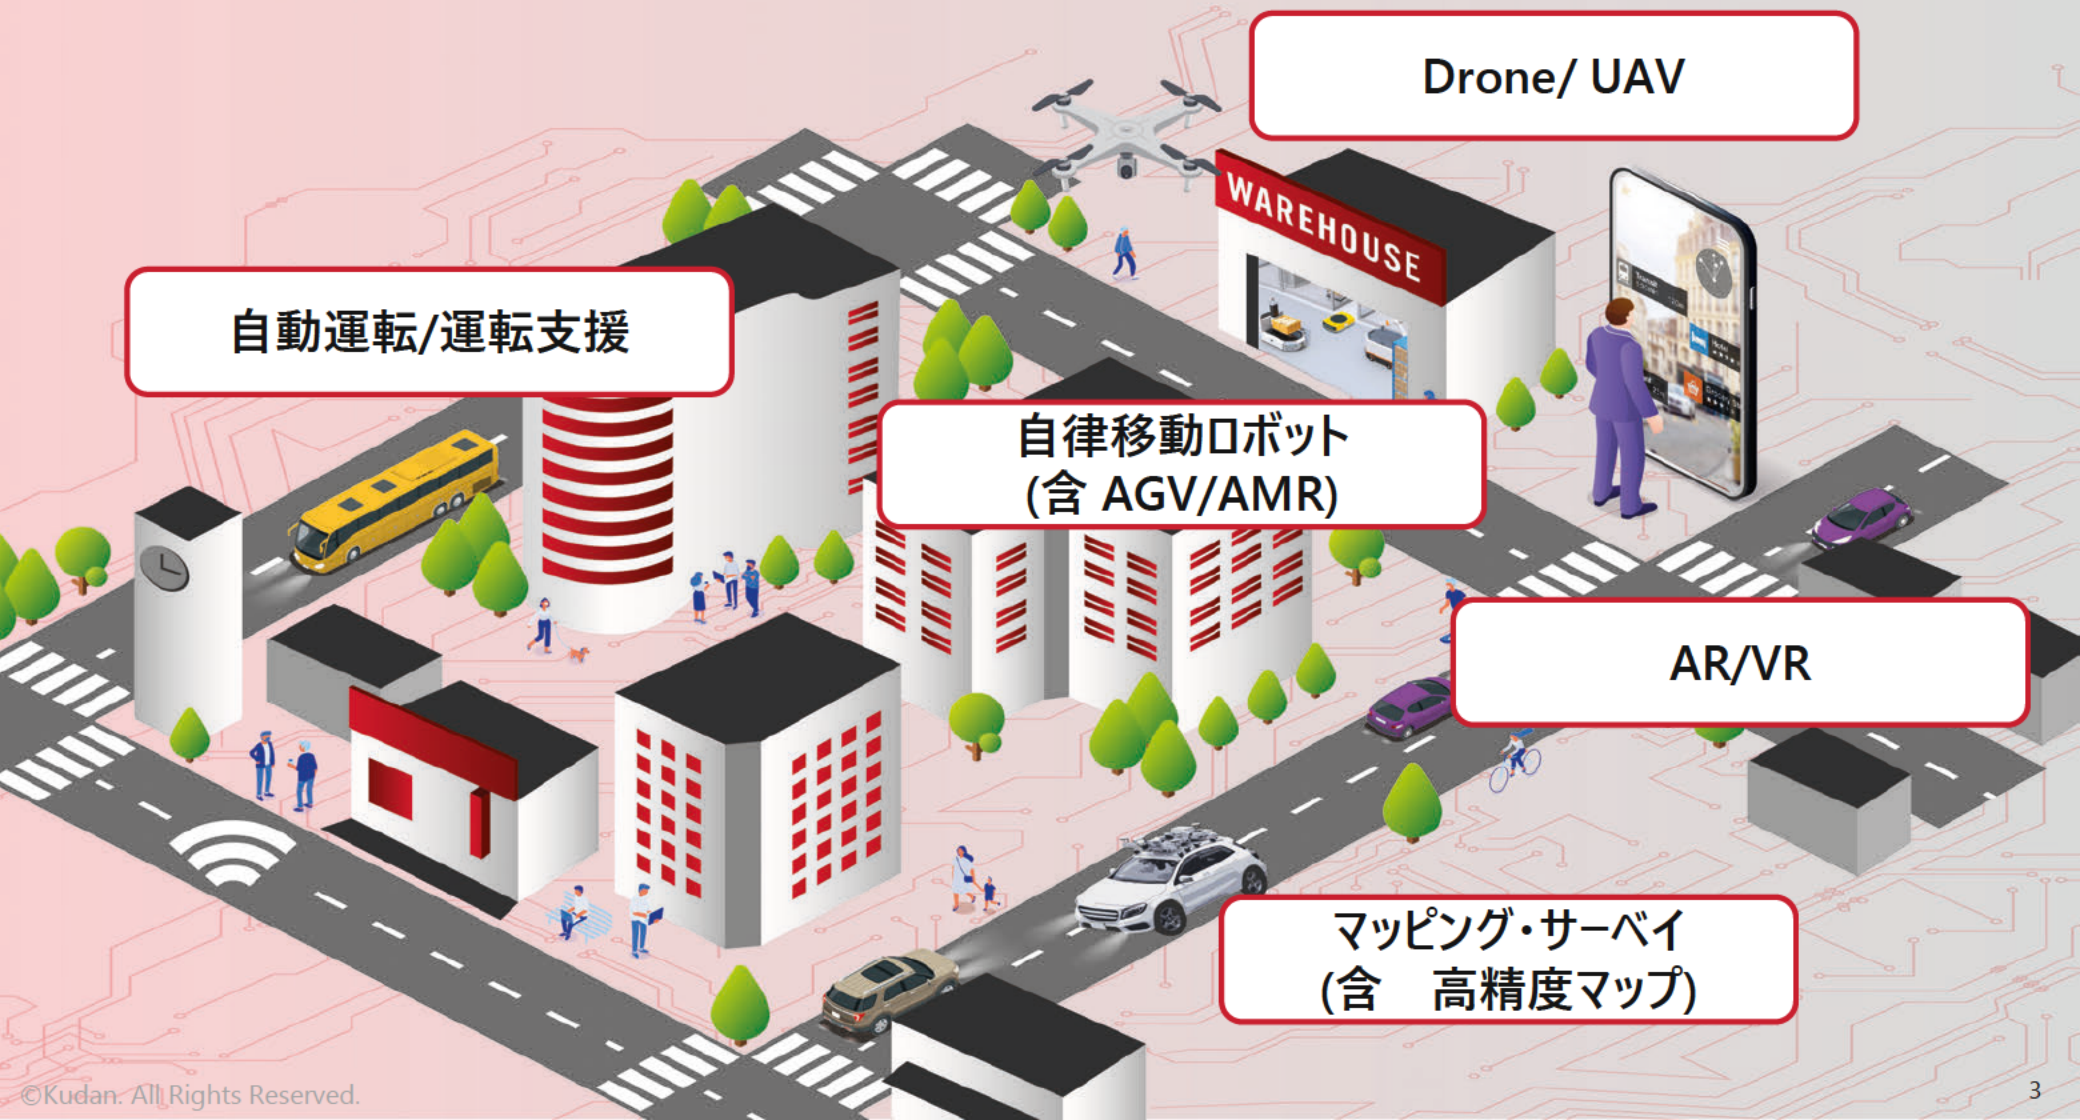 Drone/ UAV
WAREHOUSE
自動運転/運転支援
自律移動ロボット
(含 AGV/AMR)
AR/VR
マッピング・サーベイ
(含　高精度マップ)
©Kudan. All Rights Reserved.
3